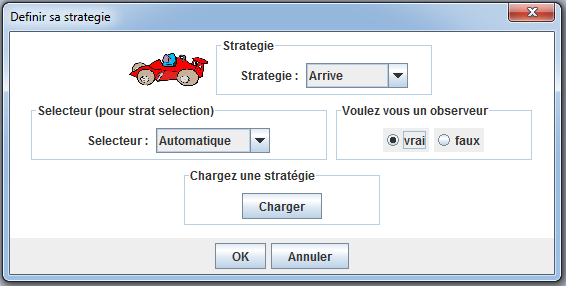 Definir sa strategie
Strategie
Strategie : Arrive
Selecteur (pour strat selection)
Selecteur : Automatique
Voulez vous un observeur
vrai faux
Chargez une stratégie
Charger
OK Annuler